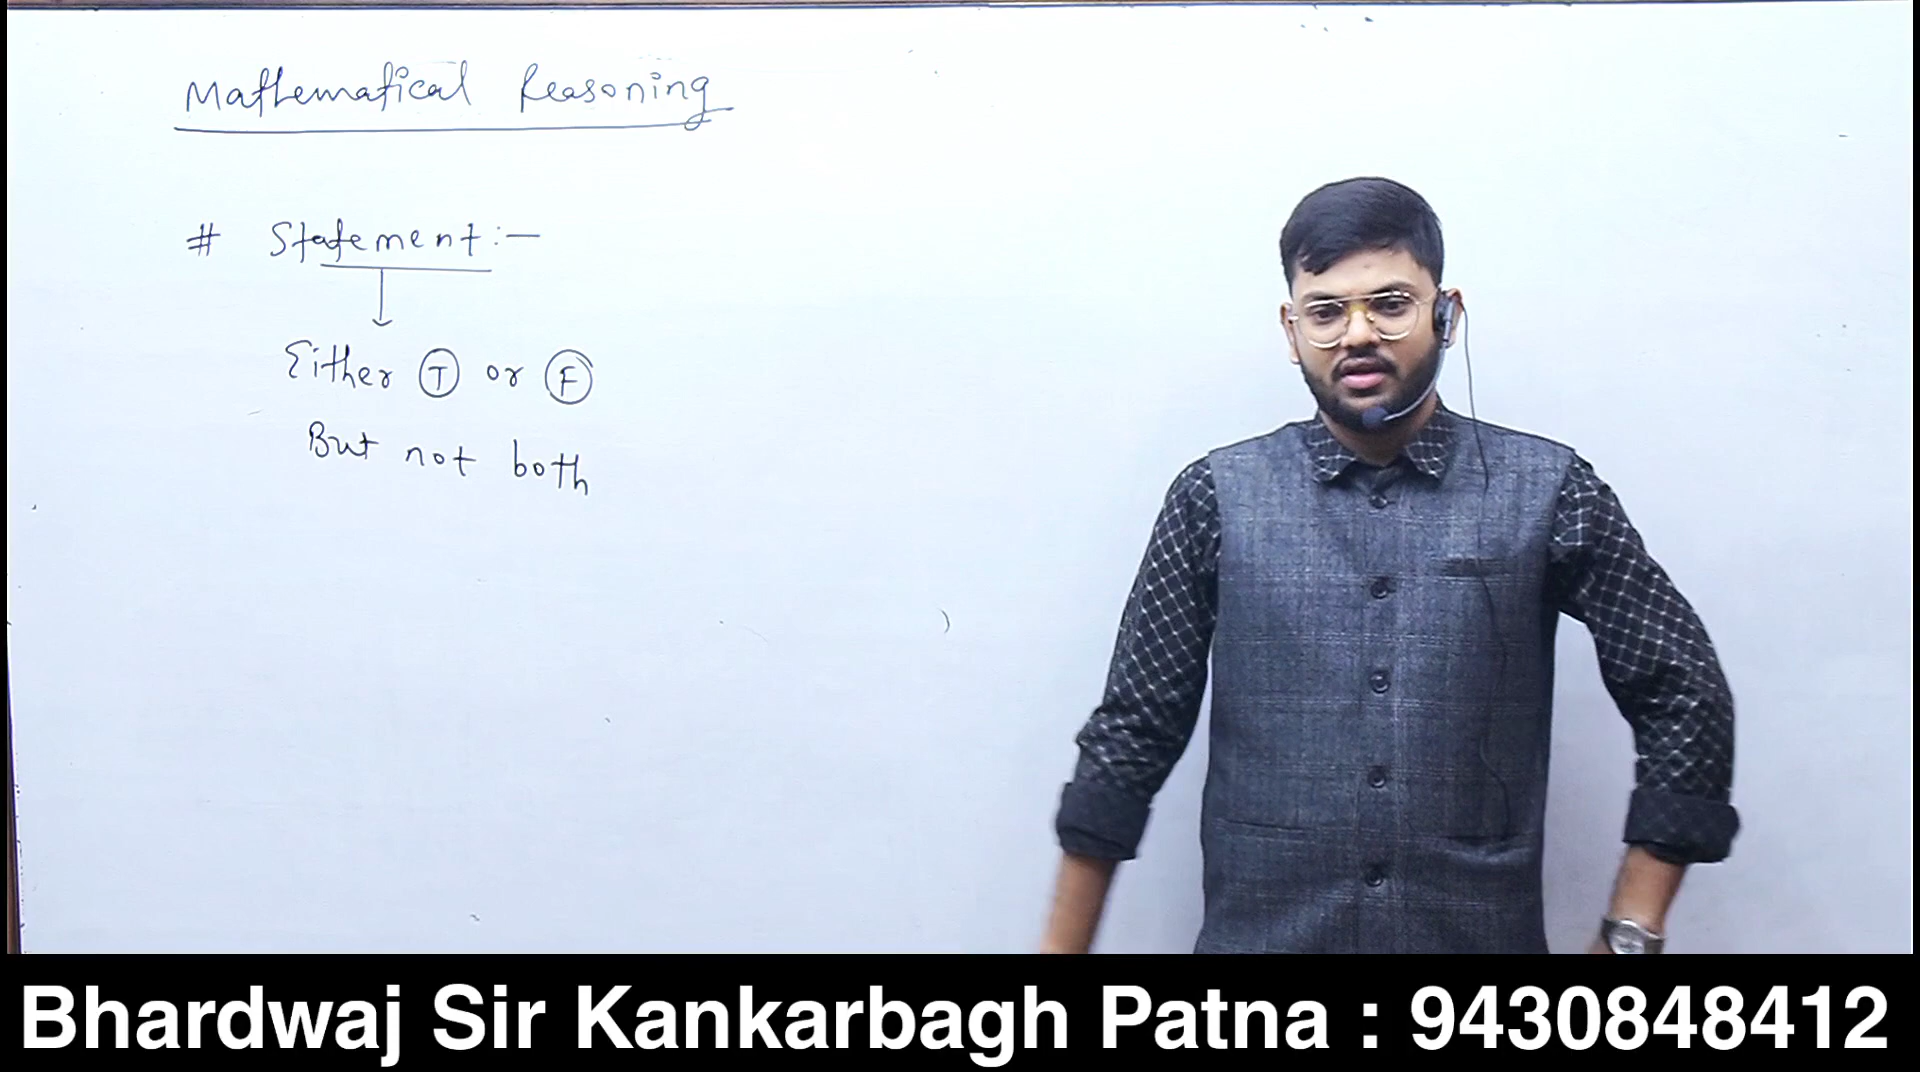 Mathematical Reasoning
# Statement:-
Either T or F
But not both
Bhardwaj Sir Kankarbagh Patna : 9430848412